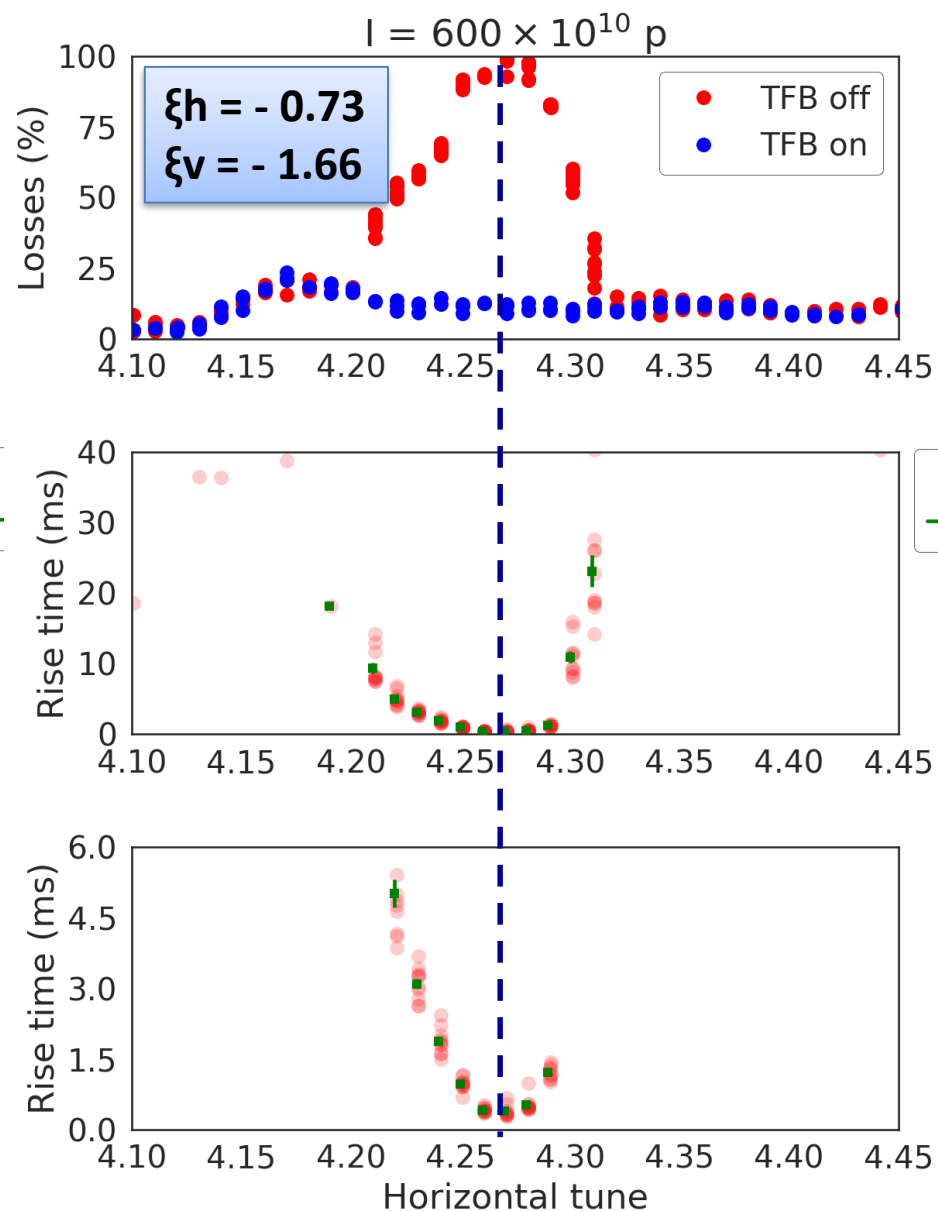 I = 600 × 10¹⁰ p
ξh = - 0.73
ξv = - 1.66
TFB off
TFB on
Losses (%)
100
75
50
25
0
4.10 4.15 4.20 4.25 4.30 4.35 4.40 4.45
Rise time (ms)
40
30
20
10
0
4.10 4.15 4.20 4.25 4.30 4.35 4.40 4.45
Rise time (ms)
6.0
4.5
3.0
1.5
0.0
4.10 4.15 4.20 4.25 4.30 4.35 4.40 4.45
Horizontal tune